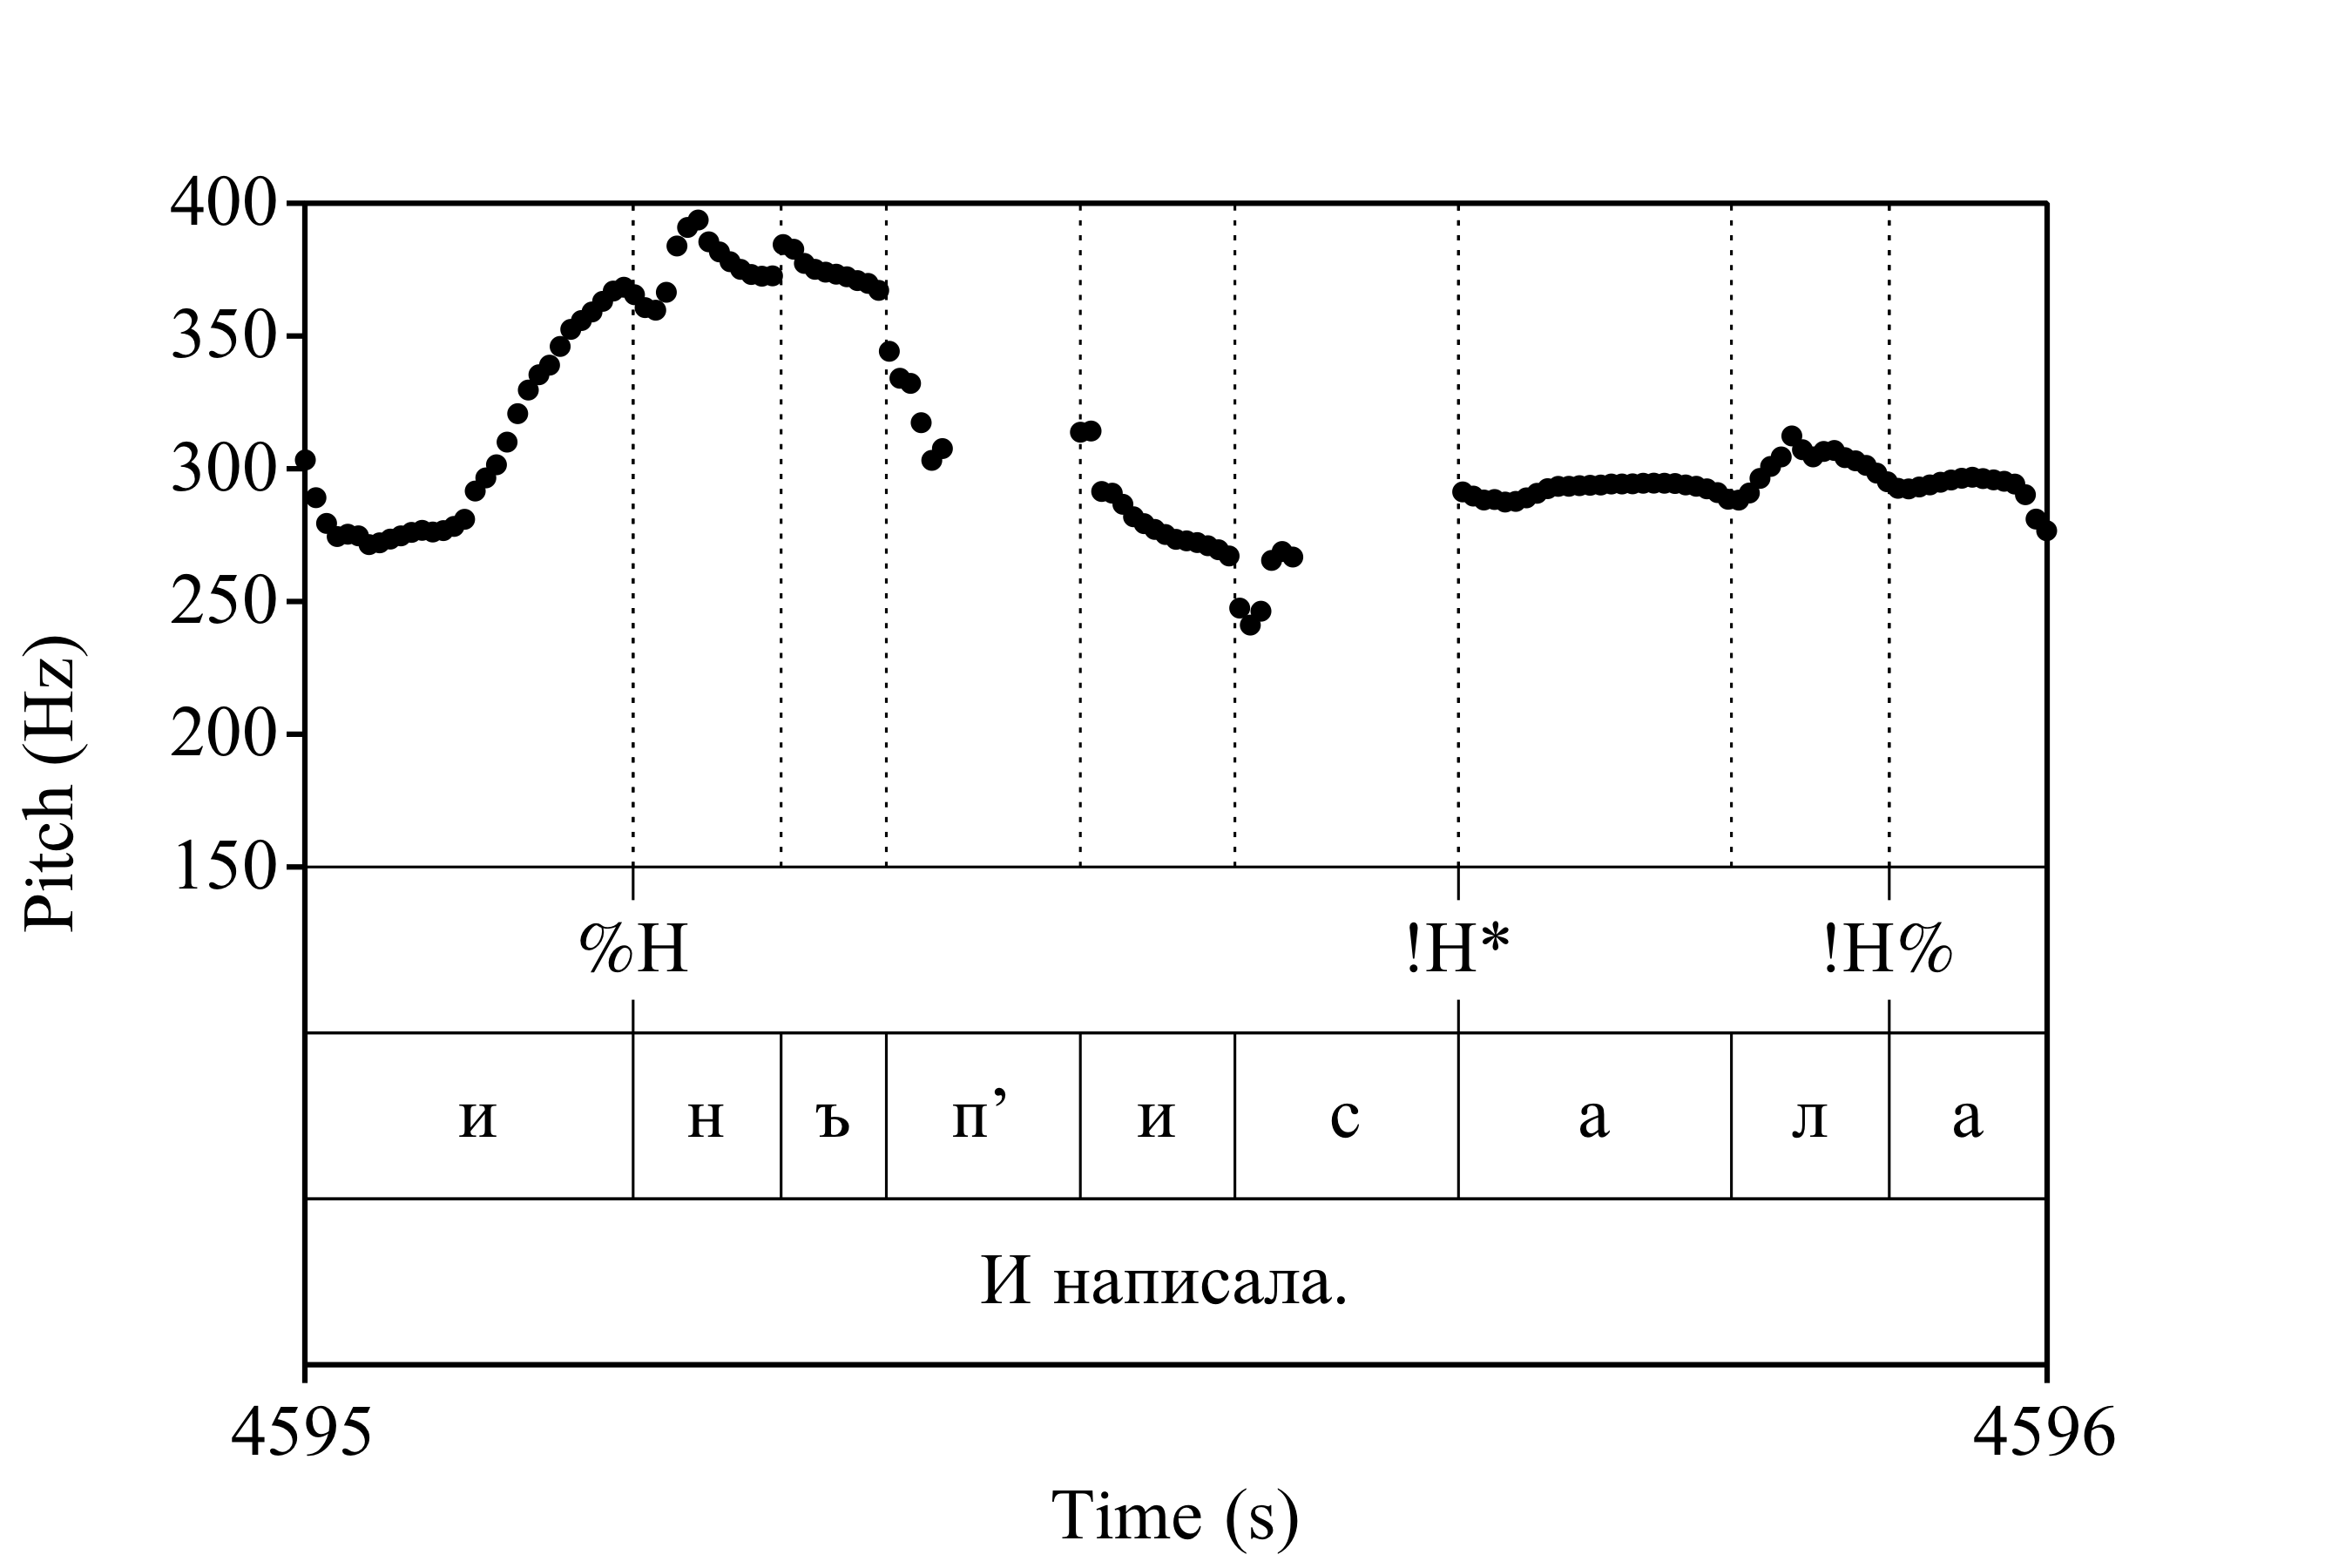 400
350
300
250
200
150
Pitch (Hz)
%H !H* !H%
и н ъ п’ и с а л а
И написала.
4595 4596
Time (s)